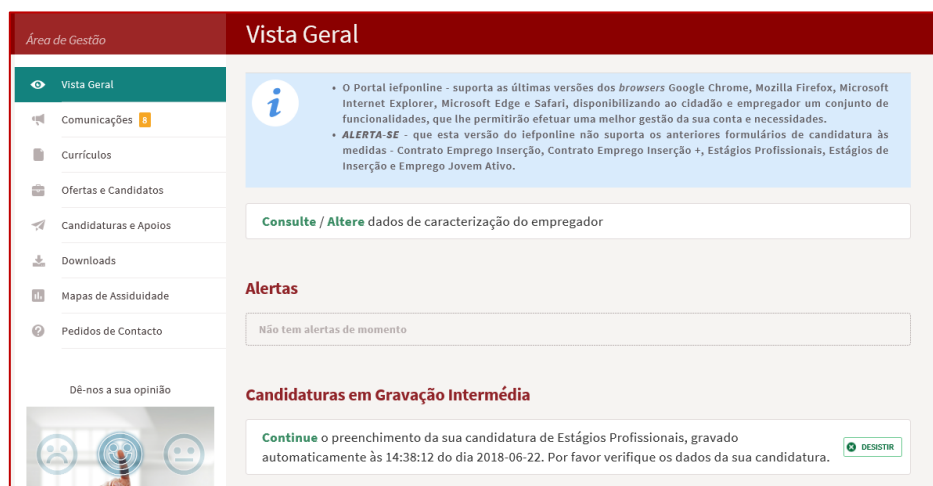 Área de Gestão
Vista Geral
Vista Geral
Comunicações 8
Currículos
Ofertas e Candidatos
Candidaturas e Apoios
Downloads
Mapas de Assiduidade
Pedidos de Contacto
Dê-nos a sua opinião
• O Portal iefponline - suporta as últimas versões dos browsers Google Chrome, Mozilla Firefox, Microsoft
Internet Explorer, Microsoft Edge e Safari, disponibilizando ao cidadão e empregador um conjunto de
funcionalidades, que lhe permitirão efetuar uma melhor gestão da sua conta e necessidades.
• ALERTA-SE - que esta versão do iefponline não suporta os anteriores formulários de candidatura às
medidas - Contrato Emprego Inserção, Contrato Emprego Inserção +, Estágios Profissionais, Estágios de
Inserção e Emprego Jovem Ativo.
Consulte / Altere dados de caracterização do empregador
Alertas
Não tem alertas de momento
Candidaturas em Gravação Intermédia
Continue o preenchimento da sua candidatura de Estágios Profissionais, gravado
automaticamente às 14:38:12 do dia 2018-06-22. Por favor verifique os dados da sua candidatura.
DESISTIR